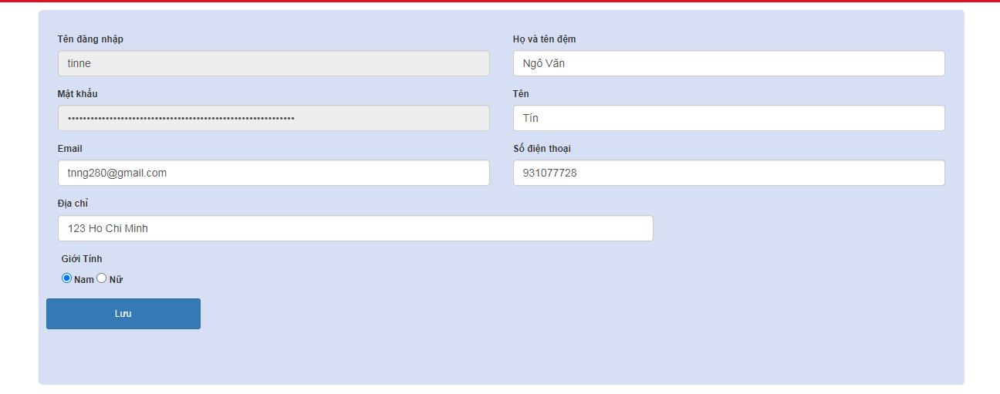 Tên đăng nhập
tinne
Họ và tên đệm
Ngô Văn
Mật khẩu
••••••••••••••••••••••••••••••••••••••••••••••••••••••••••••
Tên
Tín
Email
tnng280@gmail.com
Số điện thoại
931077728
Địa chỉ
123 Ho Chi Minh
Giới Tính
Nam Nữ
Lưu